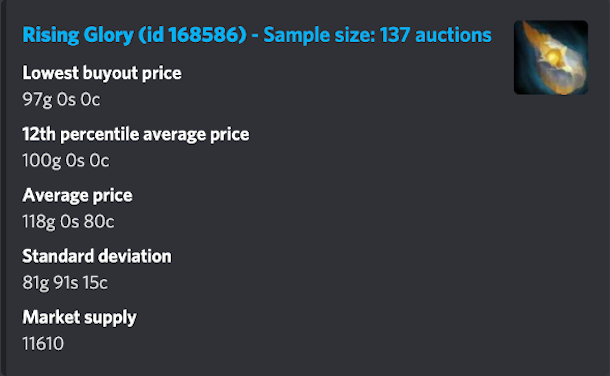 Rising Glory (id 168586) - Sample size: 137 auctions
Lowest buyout price
97g 0s 0c
12th percentile average price
100g 0s 0c
Average price
118g 0s 80c
Standard deviation
81g 91s 15c
Market supply
11610